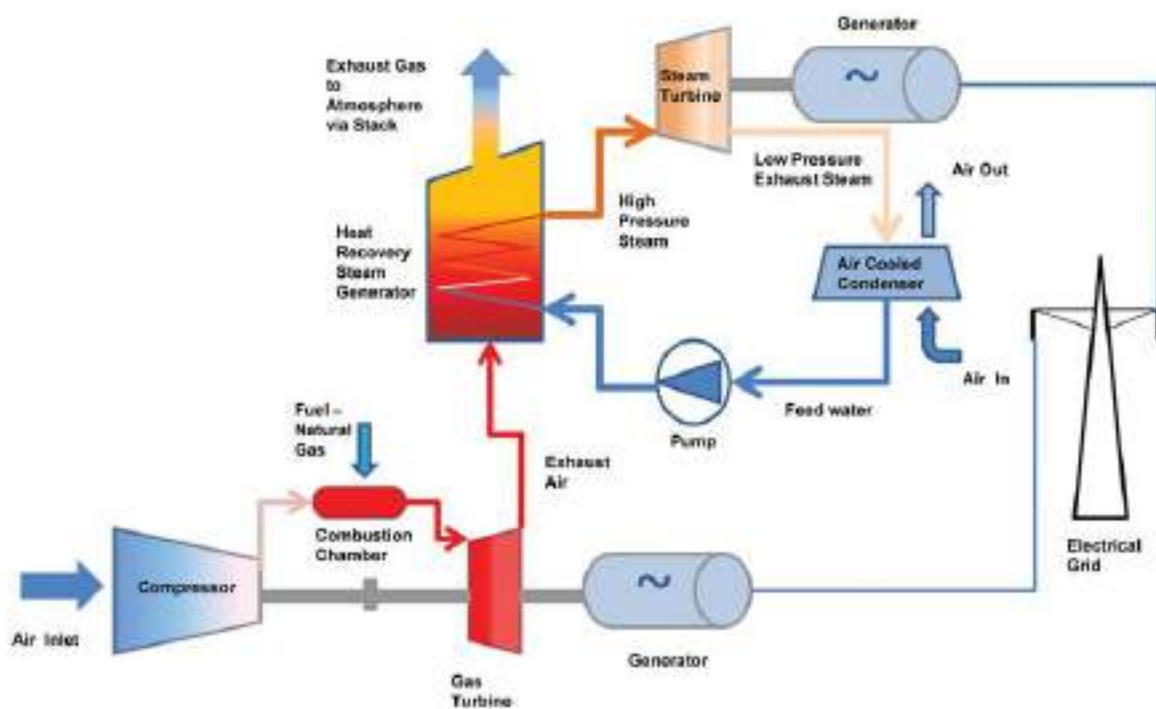 Generator
Exhaust Gas
to
Atmosphere
via Stack
Steam
Turbine
Low Pressure
Exhaust Steam
Air Out
High
Pressure
Steam
Heat
Recovery
Steam
Generator
Air Cooled
Condenser
Air In
Feed water
Pump
Fuel –
Natural
Gas
Exhaust
Air
Combustion
Chamber
Compressor
Electrical
Grid
Air Inlet
Generator
Gas
Turbine